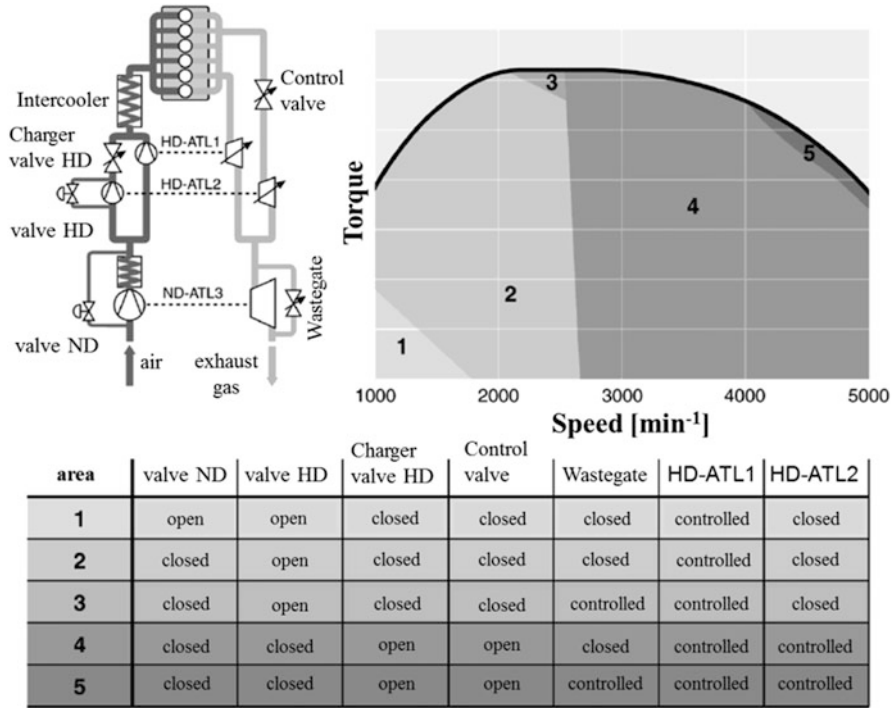 Intercooler
Control
valve
Charger
valve HD
HD-ATL1
HD-ATL2
valve HD
ND-ATL3
Wastegate
valve ND
air
exhaust
gas
Torque
3
5
4
2
1
1000 2000 3000 4000 5000
Speed [min-1]
area valve ND valve HD Charger valve HD Control valve Wastegate HD-ATL1 HD-ATL2
1 open open closed closed closed controlled closed
2 closed open closed closed closed controlled closed
3 closed open closed closed controlled controlled closed
4 closed closed open open closed controlled controlled
5 closed closed open open controlled controlled controlled